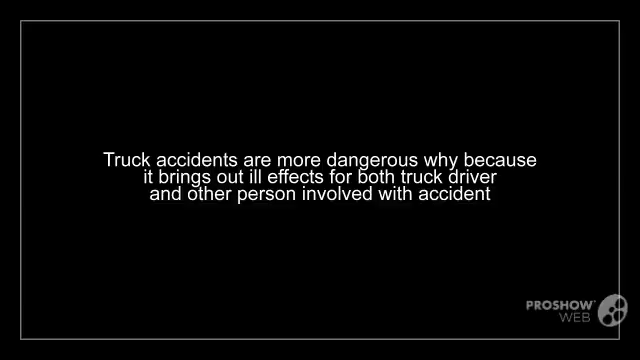 Truck accidents are more dangerous why because
it brings out ill effects for both truck driver
and other person involved with accident
PROSHOW
WEB